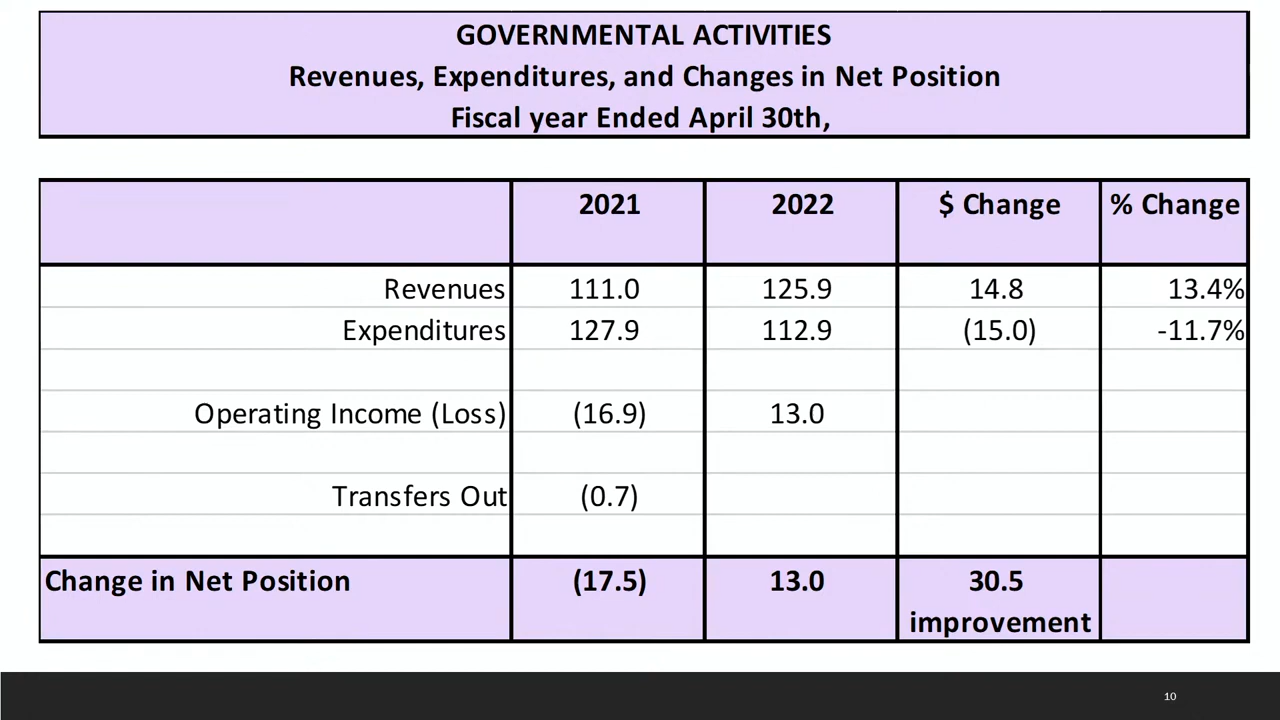 GOVERNMENTAL ACTIVITIES
Revenues, Expenditures, and Changes in Net Position
Fiscal year Ended April 30th,
2021 2022 $ Change % Change
Revenues 111.0 125.9 14.8 13.4%
Expenditures 127.9 112.9 (15.0) -11.7%
Operating Income (Loss) (16.9) 13.0
Transfers Out (0.7)
Change in Net Position (17.5) 13.0 30.5
improvement
10